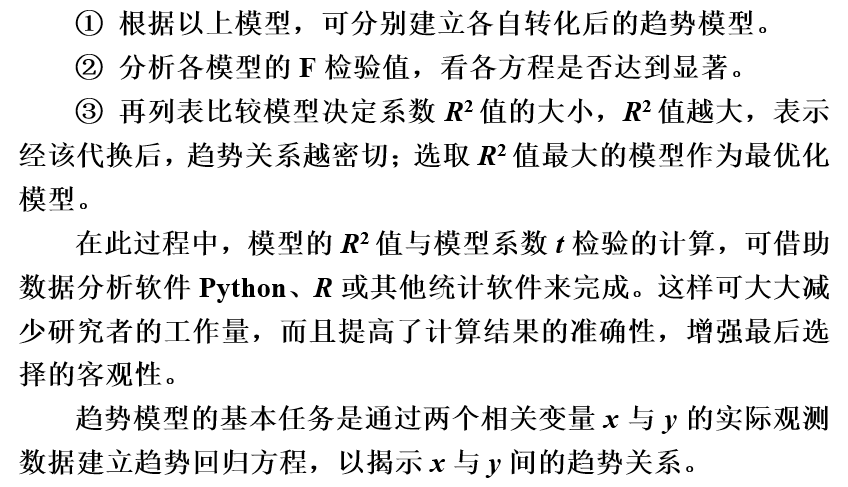 ① 根据以上模型，可分别建立各自转化后的趋势模型。
② 分析各模型的 F 检验值，看各方程是否达到显著。
③ 再列表比较模型决定系数 R² 值的大小，R² 值越大，表示
经该代换后，趋势关系越密切；选取 R² 值最大的模型作为最优化
模型。
在此过程中，模型的 R² 值与模型系数 t 检验的计算，可借助
数据分析软件 Python、R 或其他统计软件来完成。这样可大大减
少研究者的工作量，而且提高了计算结果的准确性，增强最后选
择的客观性。
趋势模型的基本任务是通过两个相关变量 x 与 y 的实际观测
数据建立趋势回归方程，以揭示 x 与 y 间的趋势关系。